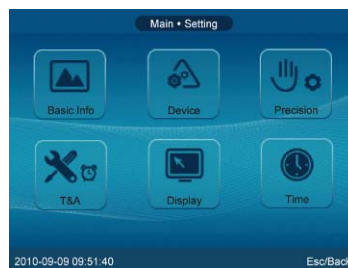 Main • Setting
Basic Info
Device
Precision
T&A
Display
Time
2010-09-09 09:51:40
Esc/Back